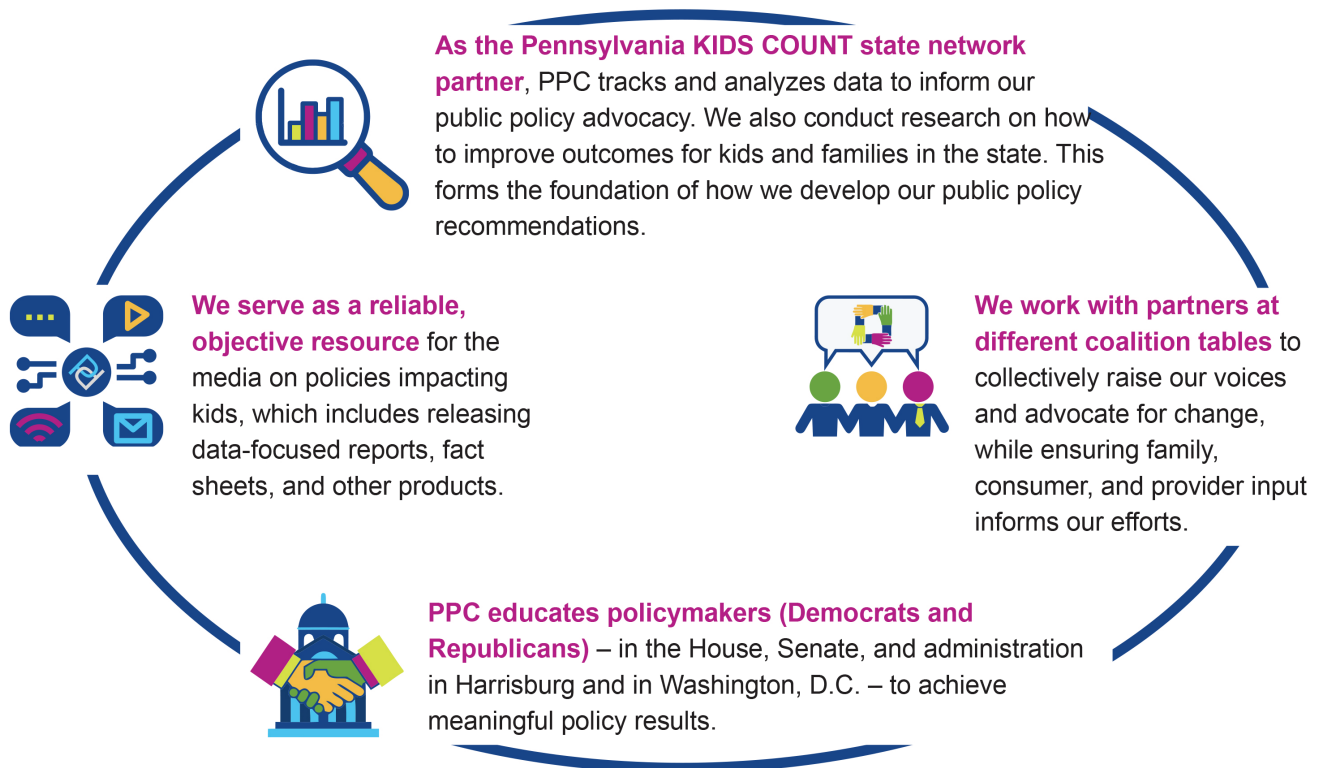 As the Pennsylvania KIDS COUNT state network
partner, PPC tracks and analyzes data to inform our
public policy advocacy. We also conduct research on how
to improve outcomes for kids and families in the state. This
forms the foundation of how we develop our public policy
recommendations.
We serve as a reliable,
objective resource for the
media on policies impacting
kids, which includes releasing
data-focused reports, fact
sheets, and other products.
We work with partners at
different coalition tables to
collectively raise our voices
and advocate for change,
while ensuring family,
consumer, and provider input
informs our efforts.
PPC educates policymakers (Democrats and
Republicans) – in the House, Senate, and administration
in Harrisburg and in Washington, D.C. – to achieve
meaningful policy results.